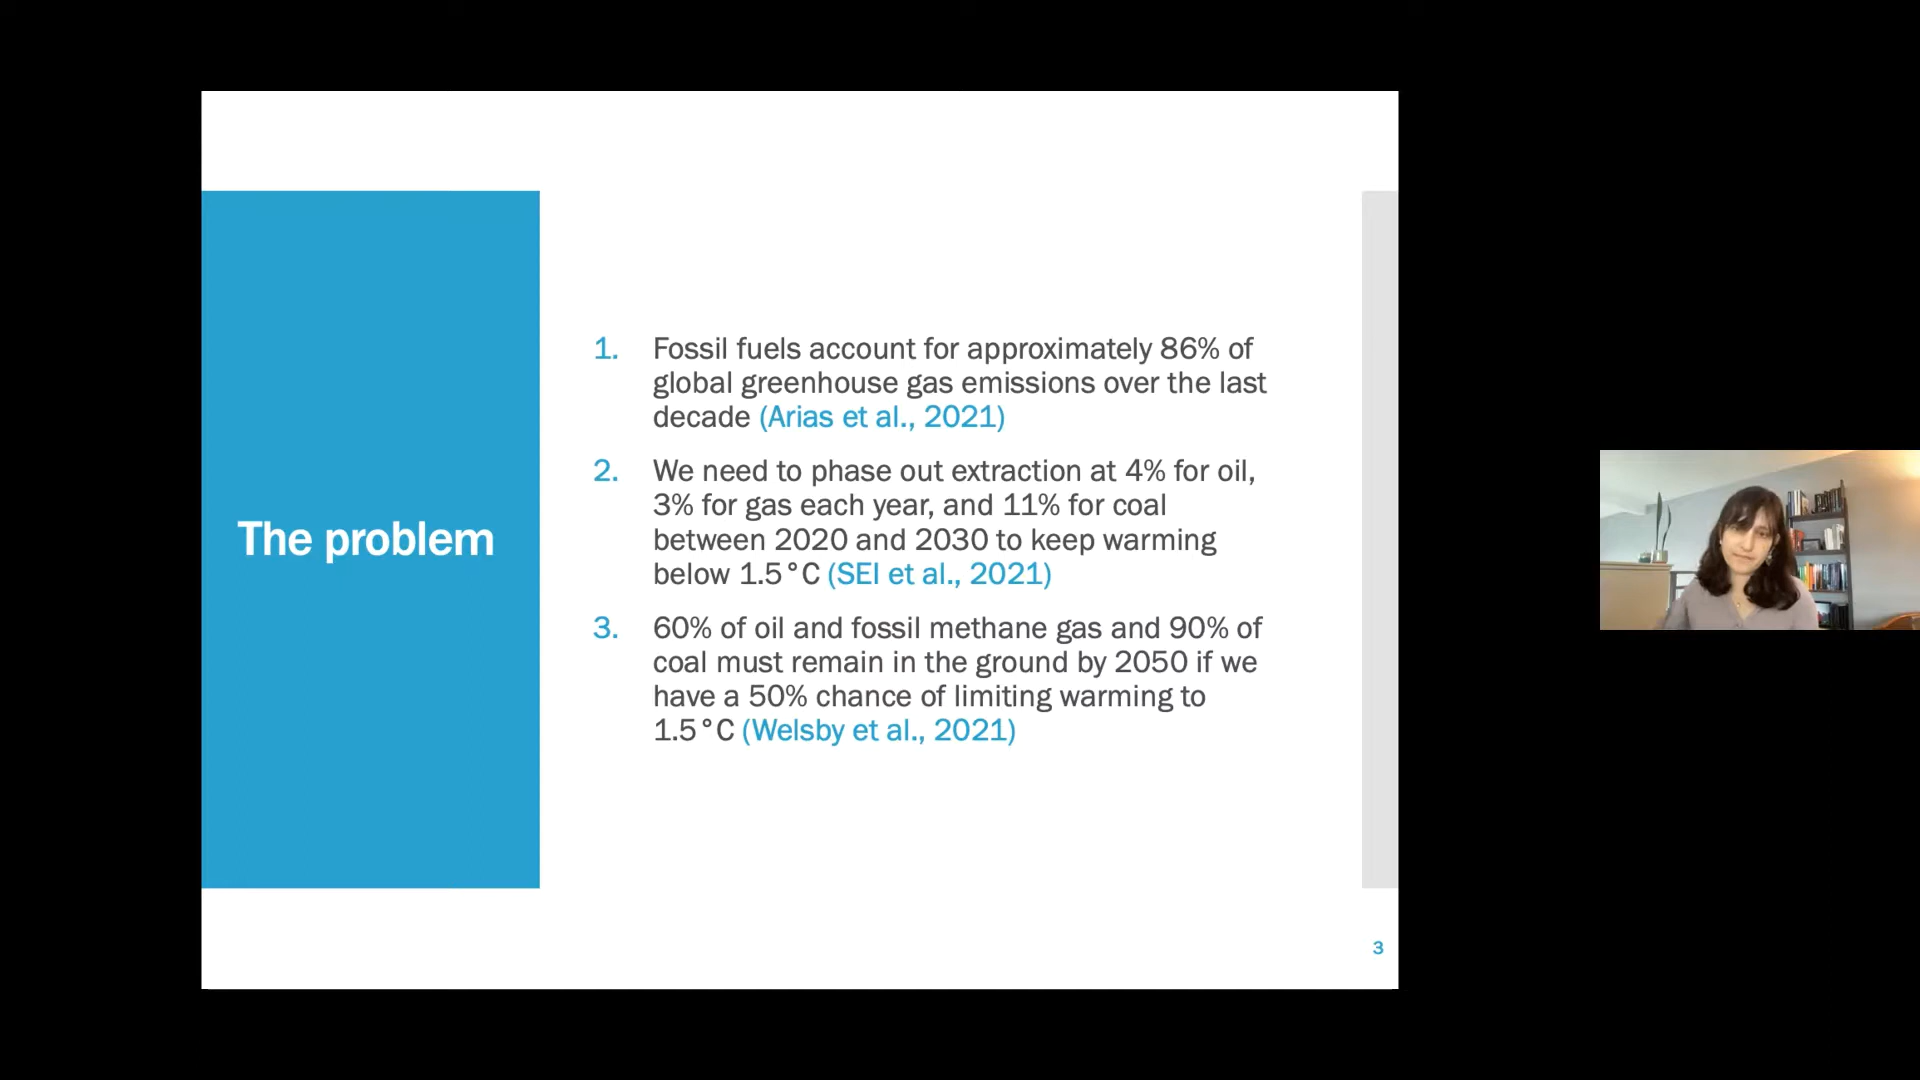 The problem
1. Fossil fuels account for approximately 86% of
global greenhouse gas emissions over the last
decade (Arias et al., 2021)
2. We need to phase out extraction at 4% for oil,
3% for gas each year, and 11% for coal
between 2020 and 2030 to keep warming
below 1.5°C (SEI et al., 2021)
3. 60% of oil and fossil methane gas and 90% of
coal must remain in the ground by 2050 if we
have a 50% chance of limiting warming to
1.5°C (Welsby et al., 2021)
3